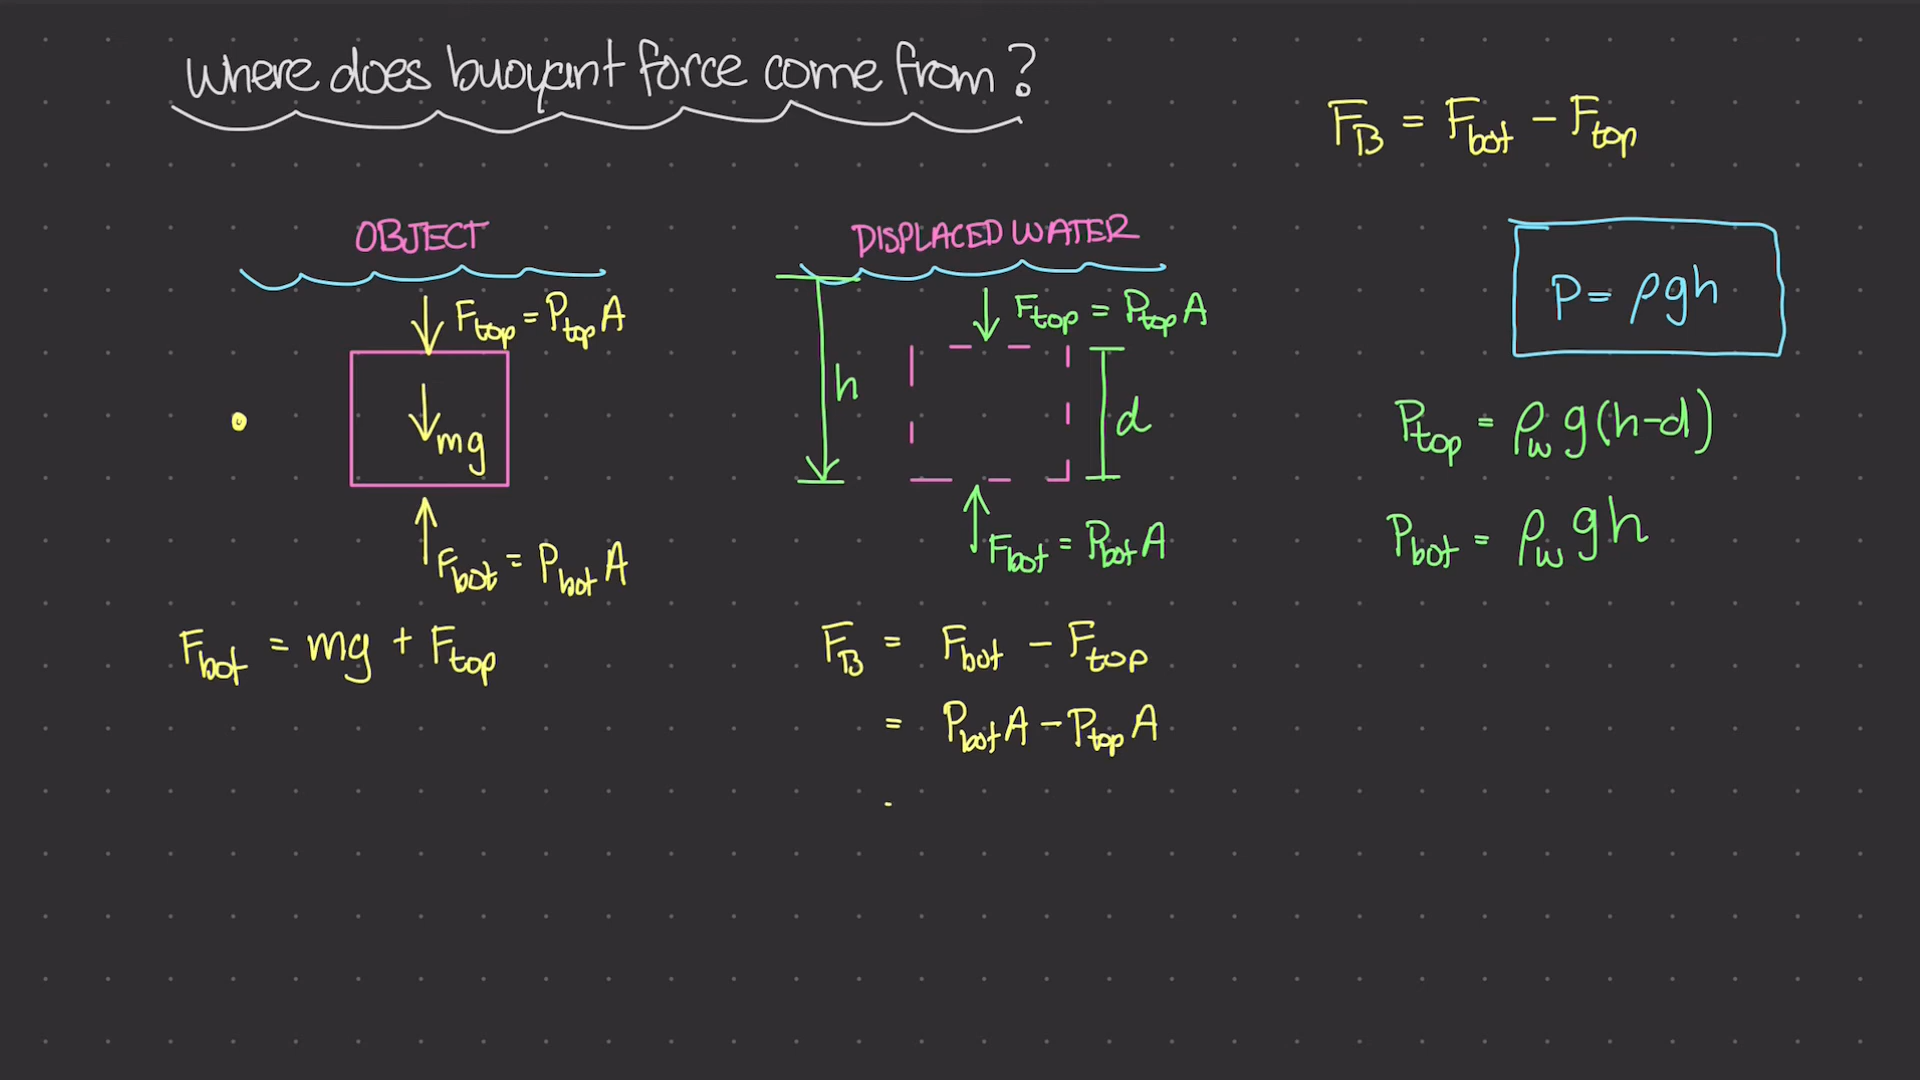 Where does buoyant force come from?
F_B = F_bot - F_top
OBJECT
F_top = P_top A
mg
F_bot = P_bot A
F_bot = mg + F_top
DISPLACED WATER
F_top = P_top A
h
d
F_bot = P_bot A
F_B = F_bot - F_top
= P_bot A - P_top A
P = ρgh
P_top = ρ_w g(h-d)
P_bot = ρ_w gh